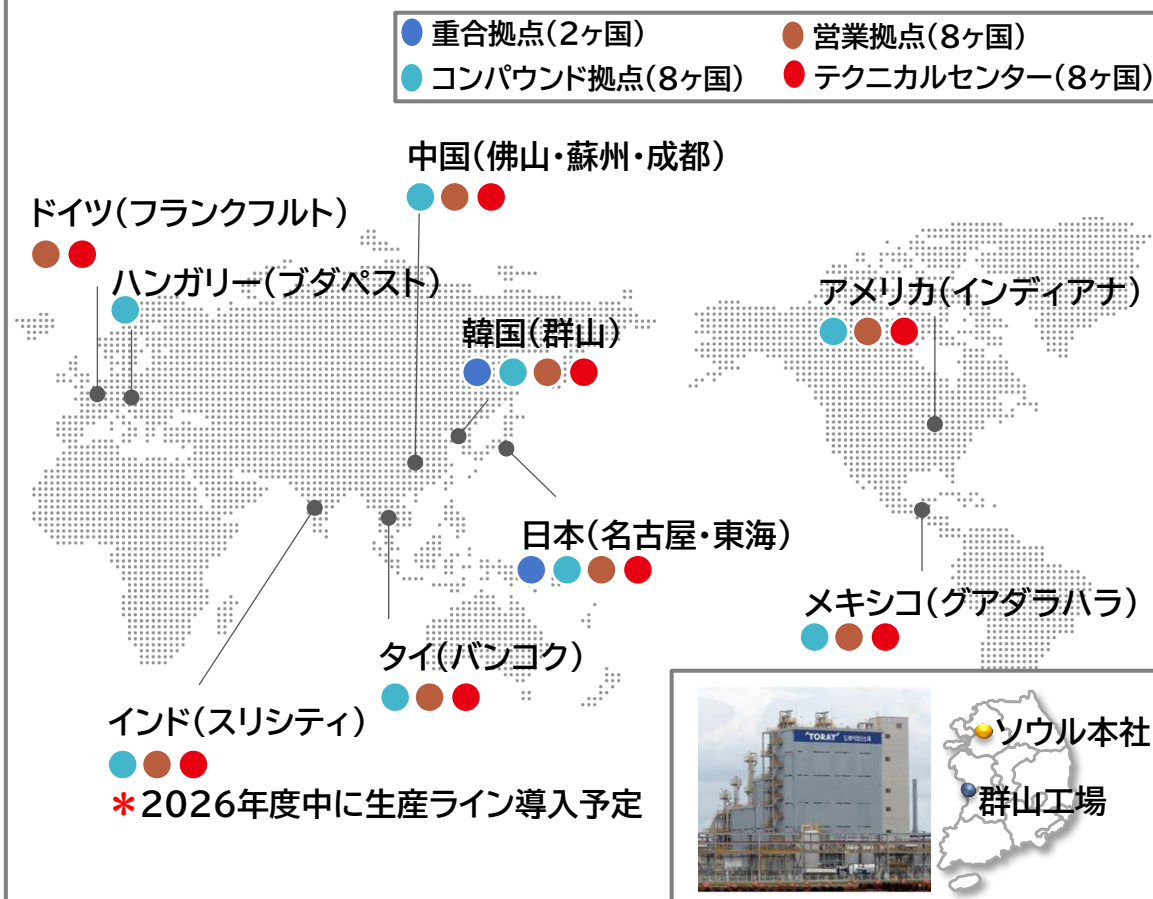 重合拠点(2ヶ国)
営業拠点(8ヶ国)
コンパウンド拠点(8ヶ国)
テクニカルセンター(8ヶ国)
中国(佛山・蘇州・成都)
ドイツ(フランクフルト)
ハンガリー(ブダペスト)
アメリカ(インディアナ)
韓国(群山)
日本(名古屋・東海)
メキシコ(グアダラハラ)
タイ(バンコク)
インド(スリシティ)
*2026年度中に生産ライン導入予定
'TORAY'
ソウル本社
群山工場